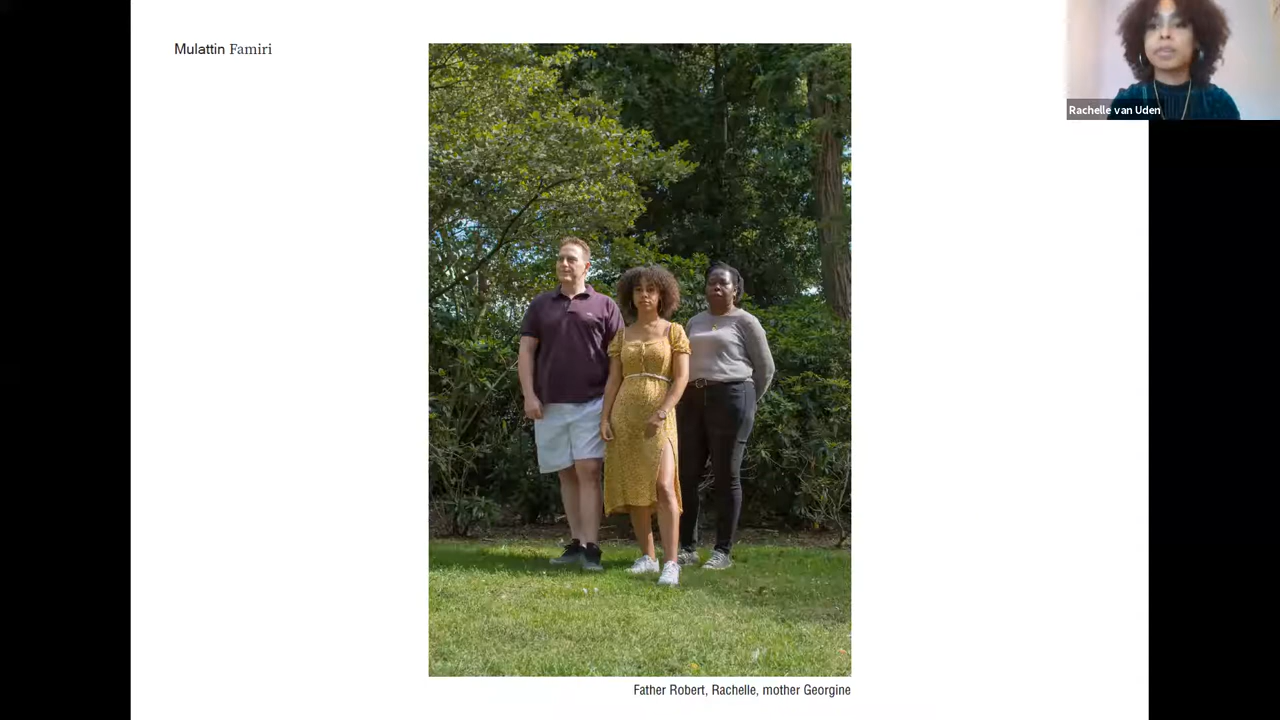 Mulattin Famiri
Rachelle van Uden
Father Robert, Rachelle, mother Georgine